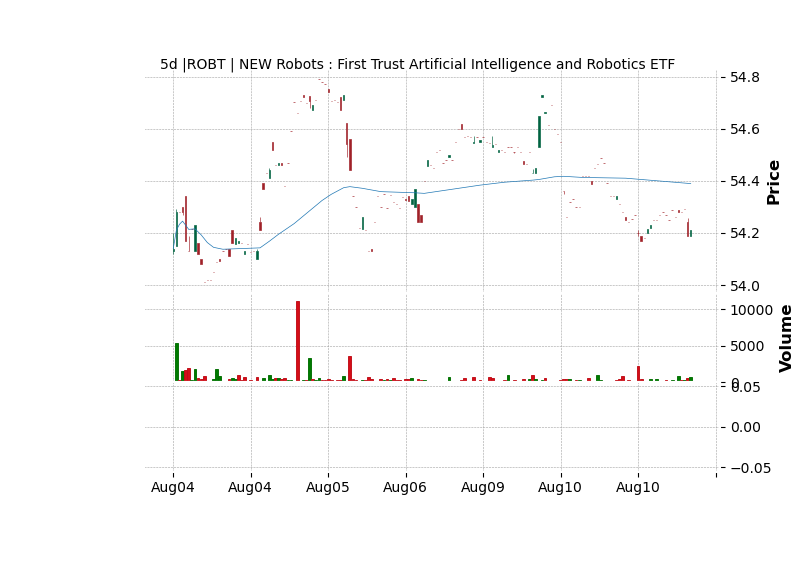 5d |ROBT | NEW Robots : First Trust Artificial Intelligence and Robotics ETF
54.8
54.6
54.4
54.2
54.0
Price
10000
5000
0
Volume
0.05
0.00
−0.05
Aug04 Aug04 Aug05 Aug06 Aug09 Aug10 Aug10